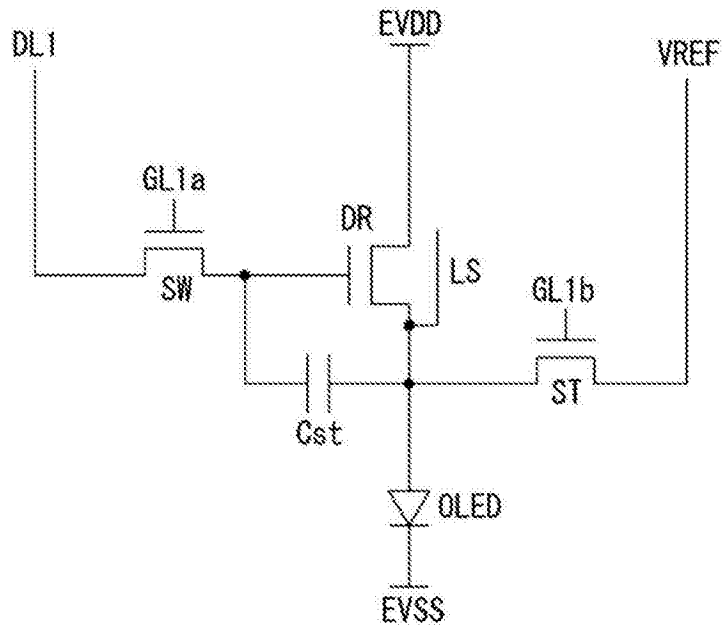 EVDD
DL1
VREF
GL1a
DR
LS
SW
GL1b
ST
Cst
OLED
EVSS